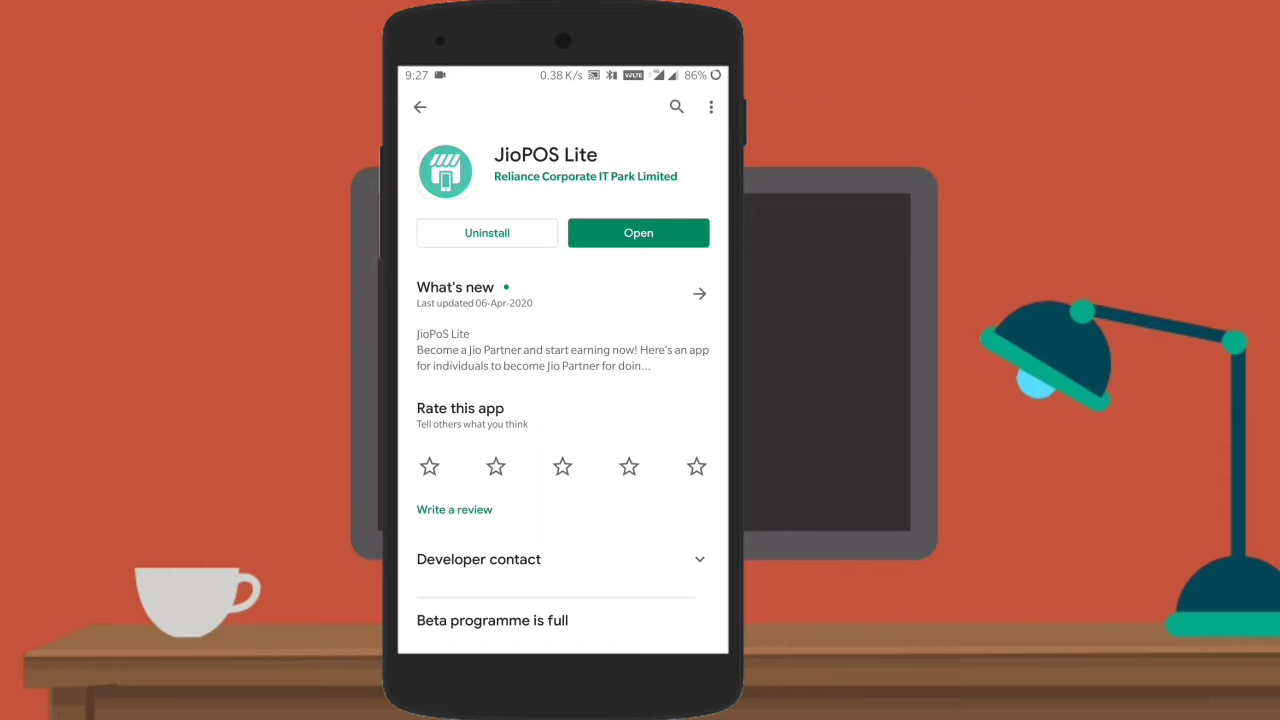 9:27 0.38 K/s VoLTE 4G 86%
JioPOS Lite
Reliance Corporate IT Park Limited
Uninstall Open
What's new
Last updated 06-Apr-2020
JioPoS Lite
Become a Jio Partner and start earning now! Here's an app
for individuals to become Jio Partner for doin...
Rate this app
Tell others what you think
Write a review
Developer contact
Beta programme is full